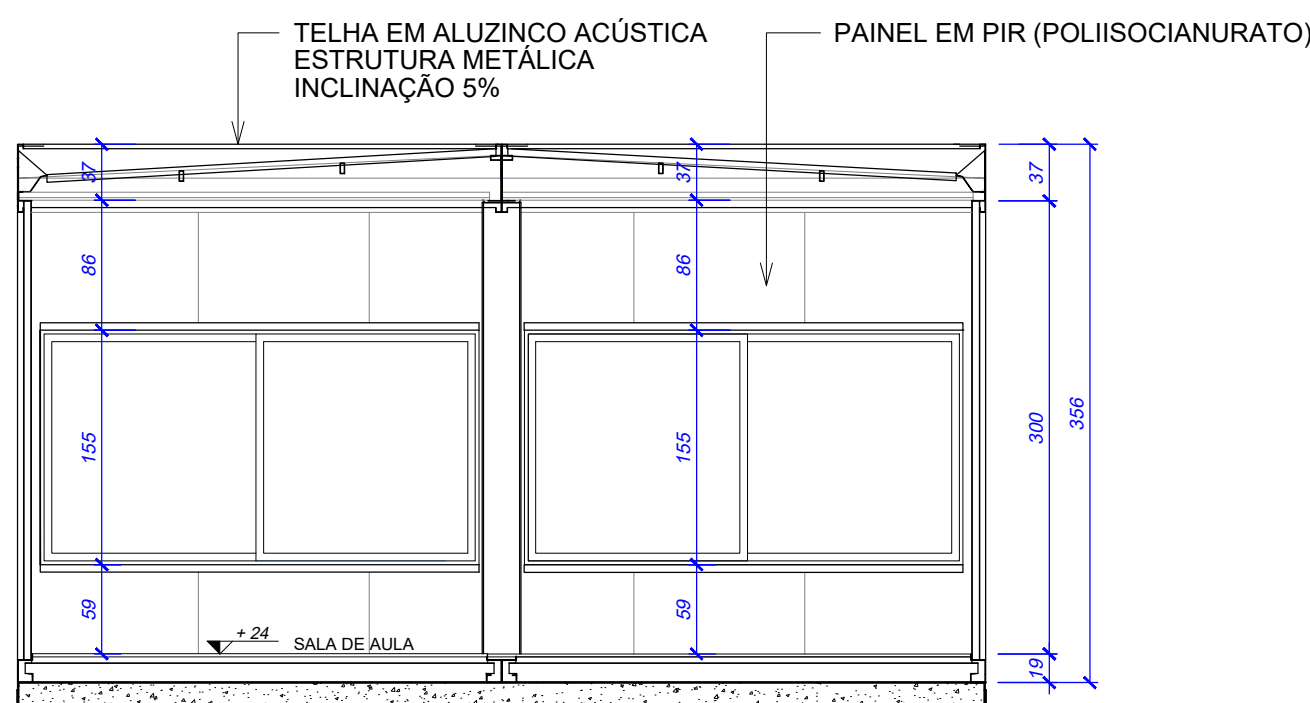 TELHA EM ALUZINCO ACÚSTICA
ESTRUTURA METÁLICA
INCLINAÇÃO 5%
PAINEL EM PIR (POLIISOCIANURATO)
37
37
37
86
86
155
155
300
356
59
59
+ 24
SALA DE AULA
19